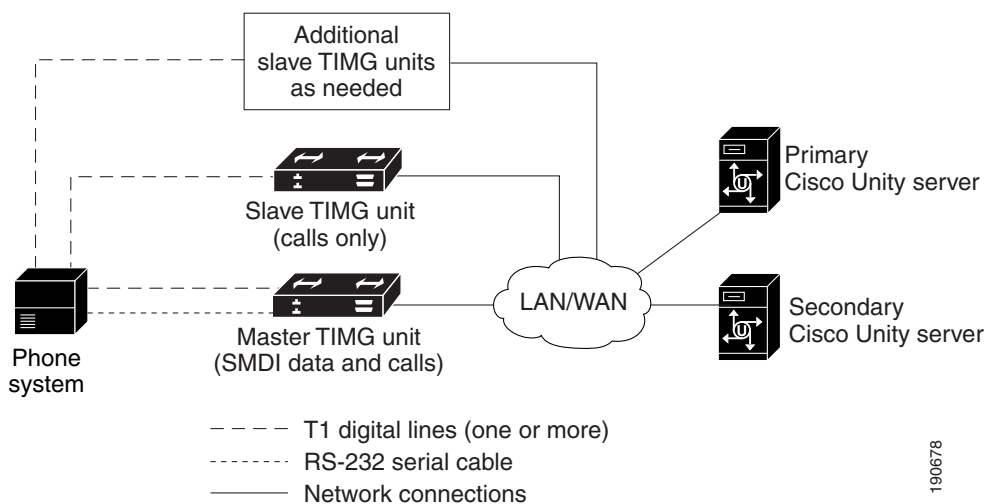 Additional
slave TIMG units
as needed
Primary
Cisco Unity server
Slave TIMG unit
(calls only)
LAN/WAN
Secondary
Cisco Unity server
Master TIMG unit
(SMDI data and calls)
Phone
system
T1 digital lines (one or more)
RS-232 serial cable
Network connections
190678
U
U